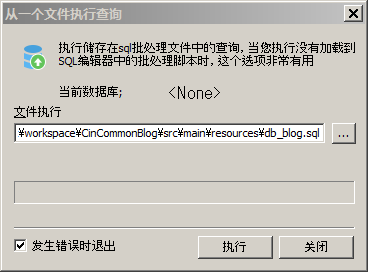 从一个文件执行查询
执行储存在sql批处理文件中的查询, 当您执行没有加载到
SQL编辑器中的批处理脚本时, 这个选项非常有用
当前数据库; <None>
文件执行
¥workspace¥CinCommonBlog¥src¥main¥resources¥db_blog.sql
...
发生错误时退出
执行
关闭